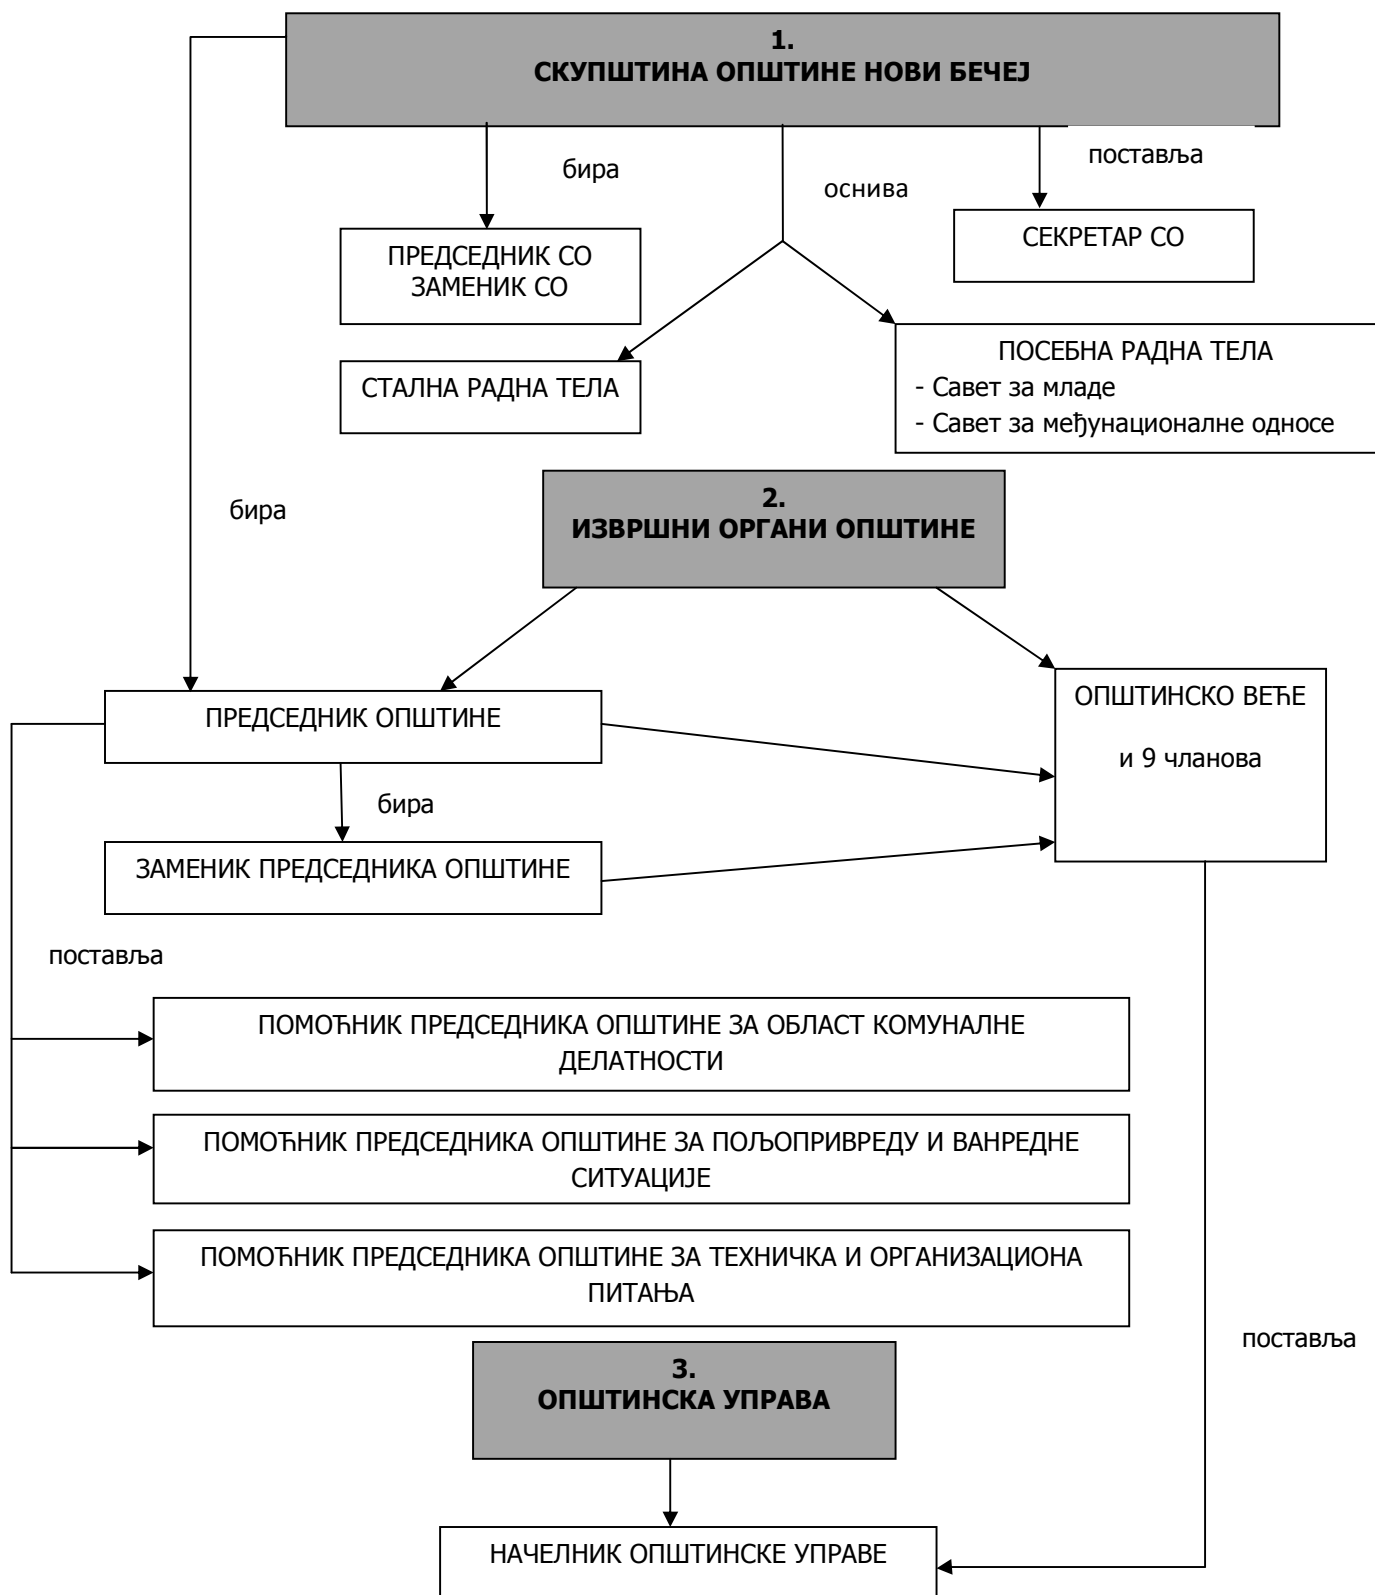 1.
СКУПШТИНА ОПШТИНЕ НОВИ БЕЧЕЈ
бира
оснива
поставља
ПРЕДСЕДНИК СО
ЗАМЕНИК СО
СЕКРЕТАР СО
СТАЛНА РАДНА ТЕЛА
ПОСЕБНА РАДНА ТЕЛА
- Савет за младе
- Савет за међунационалне односе
бира
2.
ИЗВРШНИ ОРГАНИ ОПШТИНЕ
ПРЕДСЕДНИК ОПШТИНЕ
ОПШТИНСКО ВЕЋЕ
и 9 чланова
бира
ЗАМЕНИК ПРЕДСЕДНИКА ОПШТИНЕ
поставља
ПОМОЋНИК ПРЕДСЕДНИКА ОПШТИНЕ ЗА ОБЛАСТ КОМУНАЛНЕ
ДЕЛАТНОСТИ
ПОМОЋНИК ПРЕДСЕДНИКА ОПШТИНЕ ЗА ПОЉОПРИВРЕДУ И ВАНРЕДНЕ
СИТУАЦИЈЕ
ПОМОЋНИК ПРЕДСЕДНИКА ОПШТИНЕ ЗА ТЕХНИЧКА И ОРГАНИЗАЦИОНА
ПИТАЊА
поставља
3.
ОПШТИНСКА УПРАВА
НАЧЕЛНИК ОПШТИНСКЕ УПРАВЕ